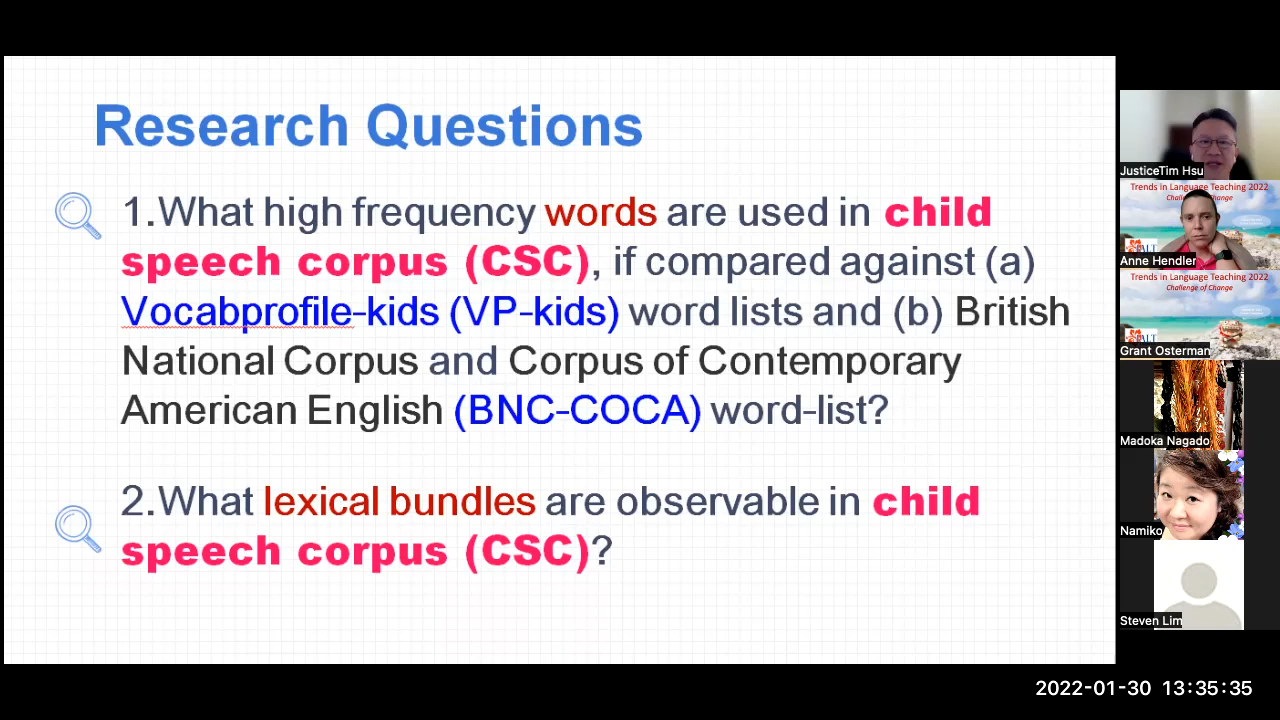 Research Questions
1.What high frequency words are used in child
speech corpus (CSC), if compared against (a)
Vocabprofile-kids (VP-kids) word lists and (b) British
National Corpus and Corpus of Contemporary
American English (BNC-COCA) word-list?
2.What lexical bundles are observable in child
speech corpus (CSC)?
JusticeTim Hsu
Trends in Language Teaching 2022
Anne Hendler
Trends in Language Teaching 2022
Challenge of Change
Grant Osterman
Madoka Nagado
Namiko
Steven Lim
2022-01-30 13:35:35